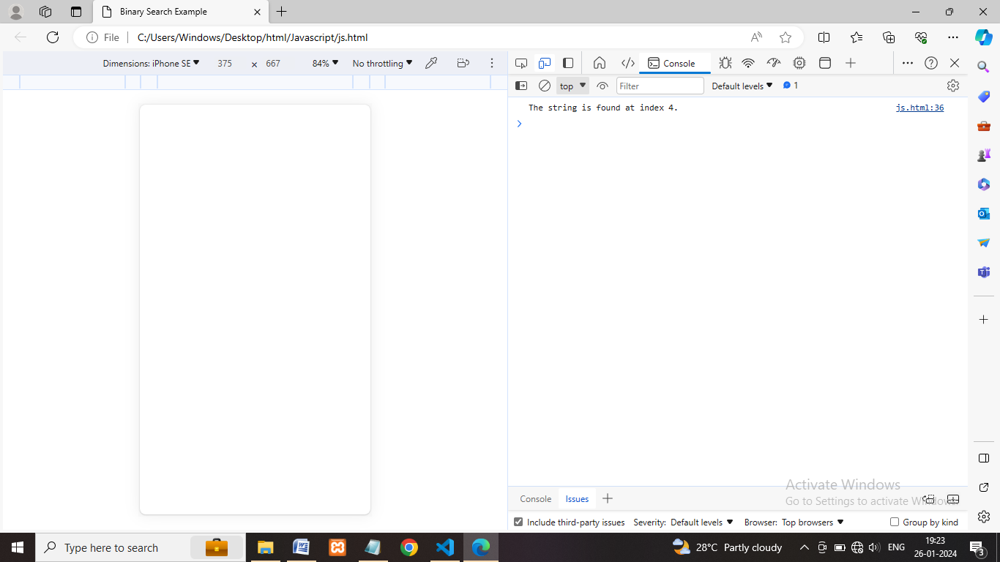 Binary Search Example
File
C:/Users/Windows/Desktop/html/Javascript/js.html
Dimensions: iPhone SE 375 × 667 84% No throttling
Console
top Filter Default levels 1
The string is found at index 4. js.html:36
Activate Windows
Go to Settings to activate Windows.
Console Issues
Include third-party issues Severity: Default levels Browser: Top browsers Group by kind
Type here to search
28°C Partly cloudy
ENG
19:23
26-01-2024
3